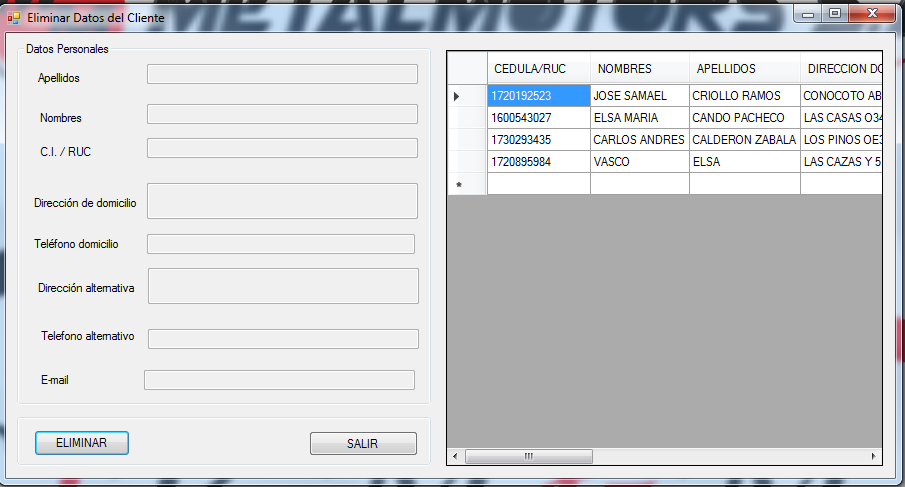 METALMOTORS
Eliminar Datos del Cliente
Datos Personales
Apellidos
Nombres
C.I. / RUC
Dirección de domicilio
Teléfono domicilio
Dirección alternativa
Telefono alternativo
E-mail
ELIMINAR
SALIR
CEDULA/RUC NOMBRES APELLIDOS DIRECCION DO
1720192523 JOSE SAMAEL CRIOLLO RAMOS CONOCOTO AB
1600543027 ELSA MARIA CANDO PACHECO LAS CASAS O34
1730293435 CARLOS ANDRES CALDERON ZABALA LOS PINOS OE3
1720895984 VASCO ELSA LAS CAZAS Y 5